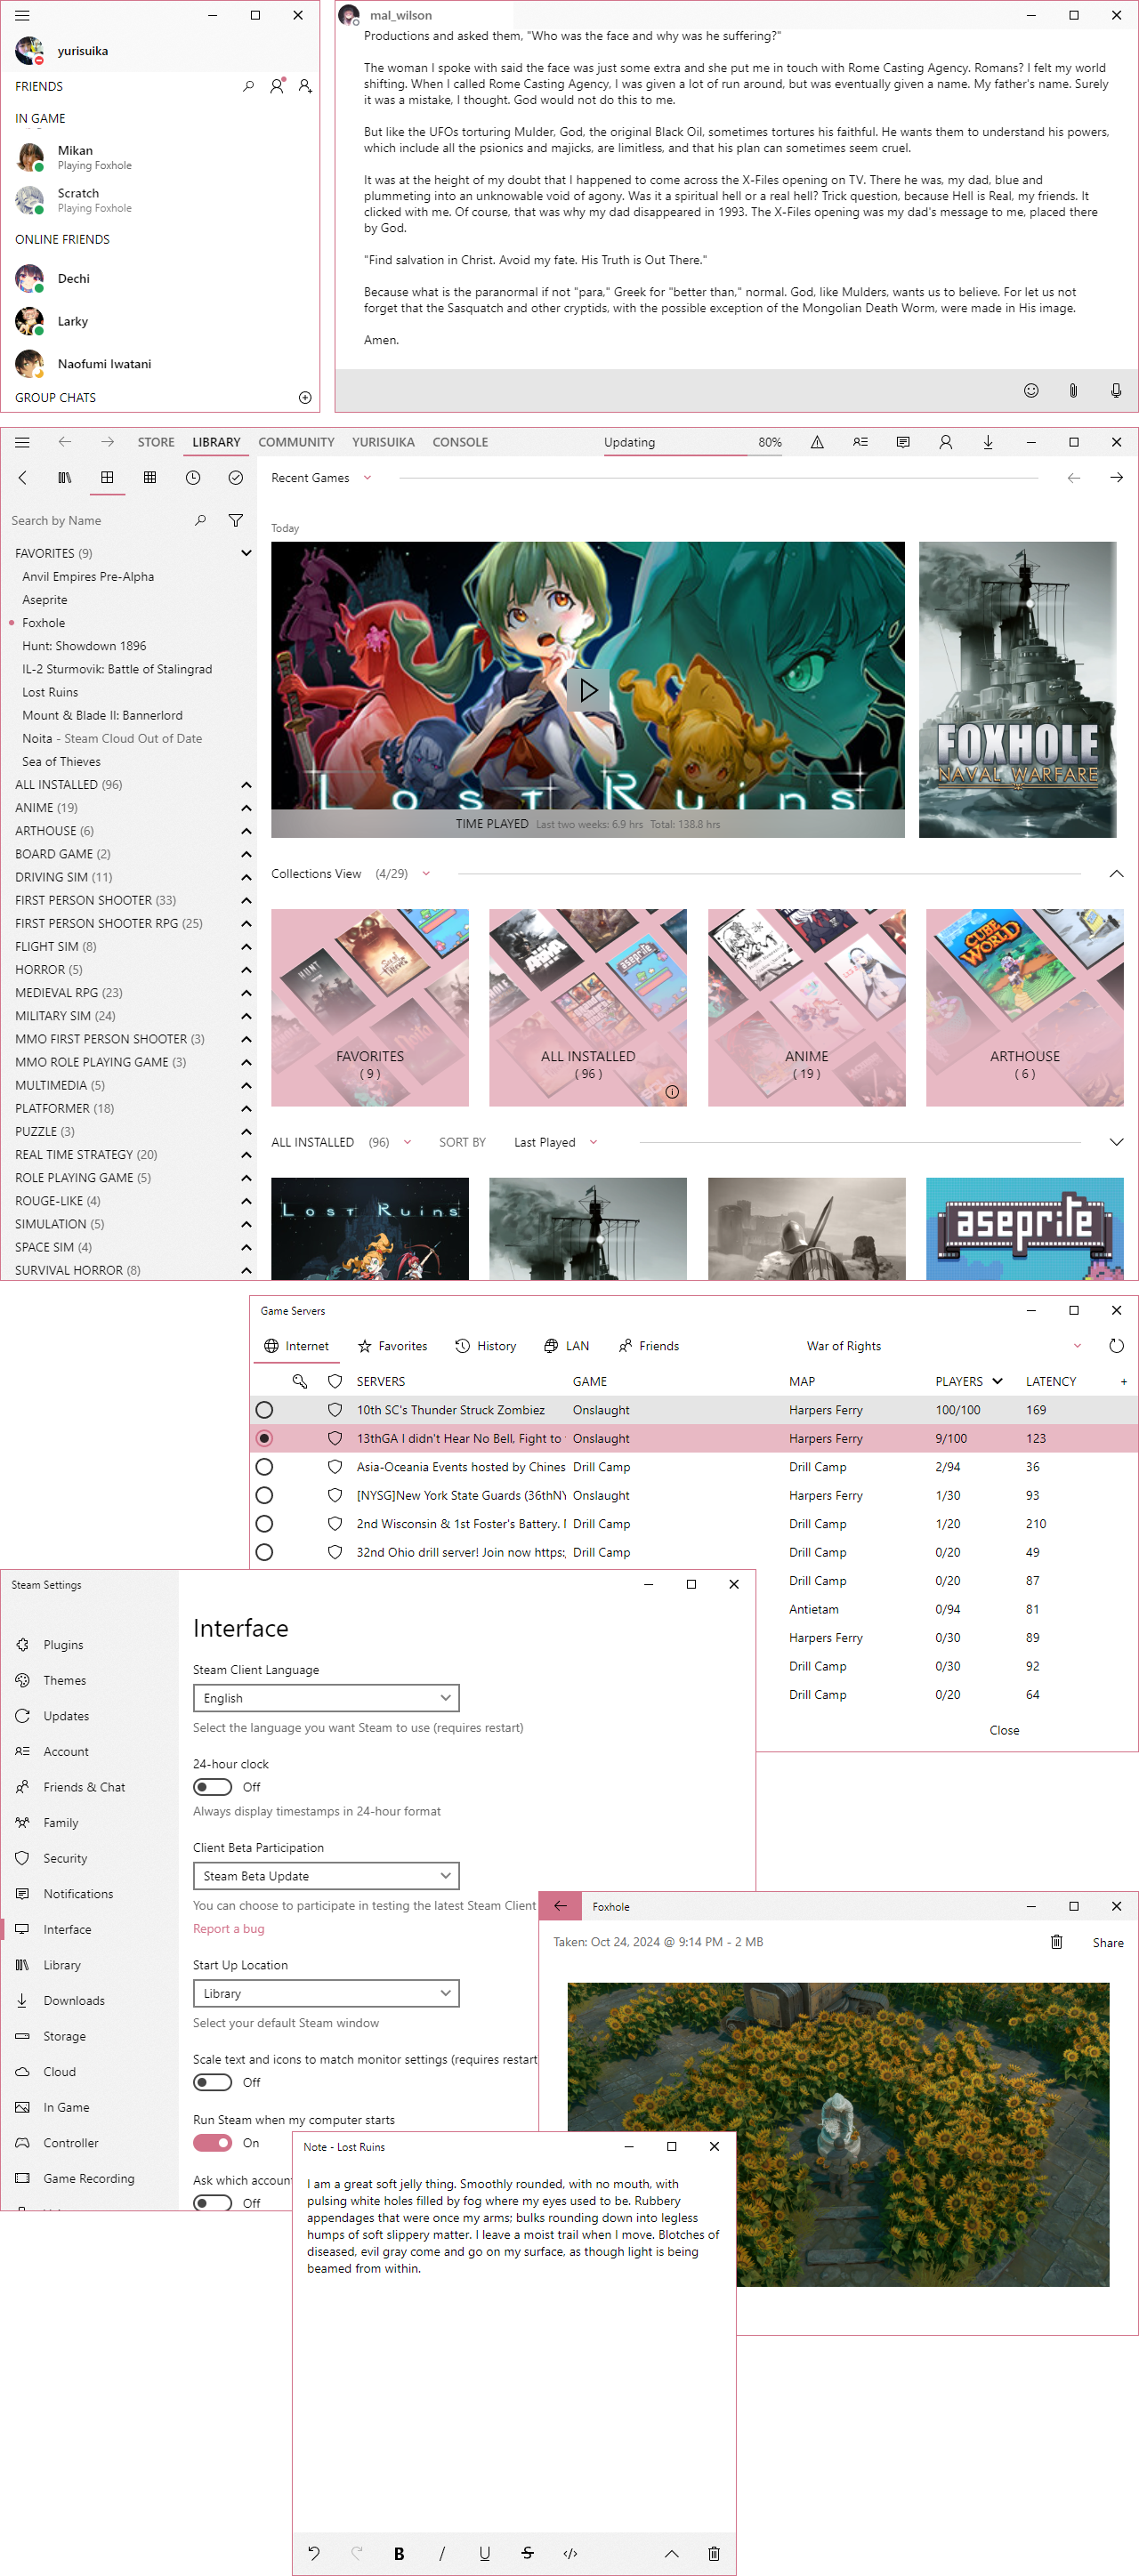 yurisuika
FRIENDS
IN GAME
Mikan
Playing Foxhole
Scratch
Playing Foxhole
ONLINE FRIENDS
Dechi
Larky
Naofumi Iwatani
GROUP CHATS
mal_wilson
Productions and asked them, "Who was the face and why was he suffering?"
The woman I spoke with said the face was just some extra and she put me in touch with Rome Casting Agency. Romans? I felt my world
shifting. When I called Rome Casting Agency, I was given a lot of run around, but was eventually given a name. My father's name. Surely
it was a mistake, I thought. God would not do this to me.
But like the UFOs torturing Mulder, God, the original Black Oil, sometimes tortures his faithful. He wants them to understand his powers,
which include all the psionics and majicks, are limitless, and that his plan can sometimes seem cruel.
It was at the height of my doubt that I happened to come across the X-Files opening on TV. There he was, my dad, blue and
plummeting into an unknowable void of agony. Was it a spiritual hell or a real hell? Trick question, because Hell is Real, my friends. It
clicked with me. Of course, that was why my dad disappeared in 1993. The X-Files opening was my dad's message to me, placed there
by God.
"Find salvation in Christ. Avoid my fate. His Truth is Out There."
Because what is the paranormal if not "para," Greek for "better than," normal. God, like Mulders, wants us to believe. For let us not
forget that the Sasquatch and other cryptids, with the possible exception of the Mongolian Death Worm, were made in His image.
Amen.
STORE LIBRARY COMMUNITY YURISUIKA CONSOLE
Updating 80%
Search by Name
FAVORITES (9)
Anvil Empires Pre-Alpha
Aseprite
Foxhole
Hunt: Showdown 1896
IL-2 Sturmovik: Battle of Stalingrad
Lost Ruins
Mount & Blade II: Bannerlord
Noita - Steam Cloud Out of Date
Sea of Thieves
ALL INSTALLED (96)
ANIME (19)
ARTHOUSE (6)
BOARD GAME (2)
DRIVING SIM (11)
FIRST PERSON SHOOTER (33)
FIRST PERSON SHOOTER RPG (25)
FLIGHT SIM (8)
HORROR (5)
MEDIEVAL RPG (23)
MILITARY SIM (24)
MMO FIRST PERSON SHOOTER (3)
MMO ROLE PLAYING GAME (3)
MULTIMEDIA (5)
PLATFORMER (18)
PUZZLE (3)
REAL TIME STRATEGY (20)
ROLE PLAYING GAME (5)
ROUGE-LIKE (4)
SIMULATION (5)
SPACE SIM (4)
SURVIVAL HORROR (8)
Recent Games
Today
LOST RUINS
TIME PLAYED Last two weeks: 6.9 hrs Total: 138.8 hrs
FOXHOLE
NAVAL WARFARE
Collections View (4/29)
HUNT
aseprite
CUBE WORLD
FAVORITES
( 9 )
ALL INSTALLED
( 96 )
ANIME
( 19 )
ARTHOUSE
( 6 )
ALL INSTALLED (96) SORT BY Last Played
LOST RUINS
aseprite
Game Servers
Internet Favorites History LAN Friends War of Rights
SERVERS GAME MAP PLAYERS LATENCY +
10th SC's Thunder Struck Zombiez Onslaught Harpers Ferry 100/100 169
13thGA I didn't Hear No Bell, Fight to Onslaught Harpers Ferry 9/100 123
Asia-Oceania Events hosted by Chines Drill Camp Drill Camp 2/94 36
[NYSG]New York State Guards (36thNY Onslaught Harpers Ferry 1/30 93
2nd Wisconsin & 1st Foster's Battery. Drill Camp Drill Camp 1/20 210
32nd Ohio drill server! Join now https: Drill Camp Drill Camp 0/20 49
Drill Camp 0/20 87
Antietam 0/94 81
Harpers Ferry 0/30 89
Drill Camp 0/30 92
Drill Camp 0/20 64
Close
Steam Settings
Plugins
Themes
Updates
Account
Friends & Chat
Family
Security
Notifications
Interface
Library
Downloads
Storage
Cloud
In Game
Controller
Game Recording
Interface
Steam Client Language
English
Select the language you want Steam to use (requires restart)
24-hour clock
Off
Always display timestamps in 24-hour format
Client Beta Participation
Steam Beta Update
You can choose to participate in testing the latest Steam Client
Report a bug
Start Up Location
Library
Select your default Steam window
Scale text and icons to match monitor settings (requires restart
Off
Run Steam when my computer starts
On
Ask which account
Off
Foxhole
Taken: Oct 24, 2024 @ 9:14 PM - 2 MB
Share
Note - Lost Ruins
I am a great soft jelly thing. Smoothly rounded, with no mouth, with
pulsing white holes filled by fog where my eyes used to be. Rubbery
appendages that were once my arms; bulks rounding down into legless
humps of soft slippery matter. I leave a moist trail when I move. Blotches of
diseased, evil gray come and go on my surface, as though light is being
beamed from within.
B / U S </>